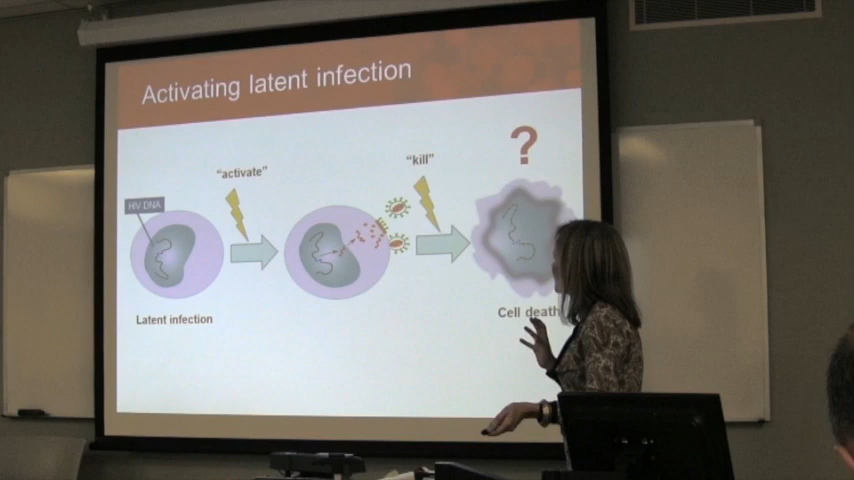 Activating latent infection
?
“kill”
“activate”
HIV DNA
Latent infection
Cell death